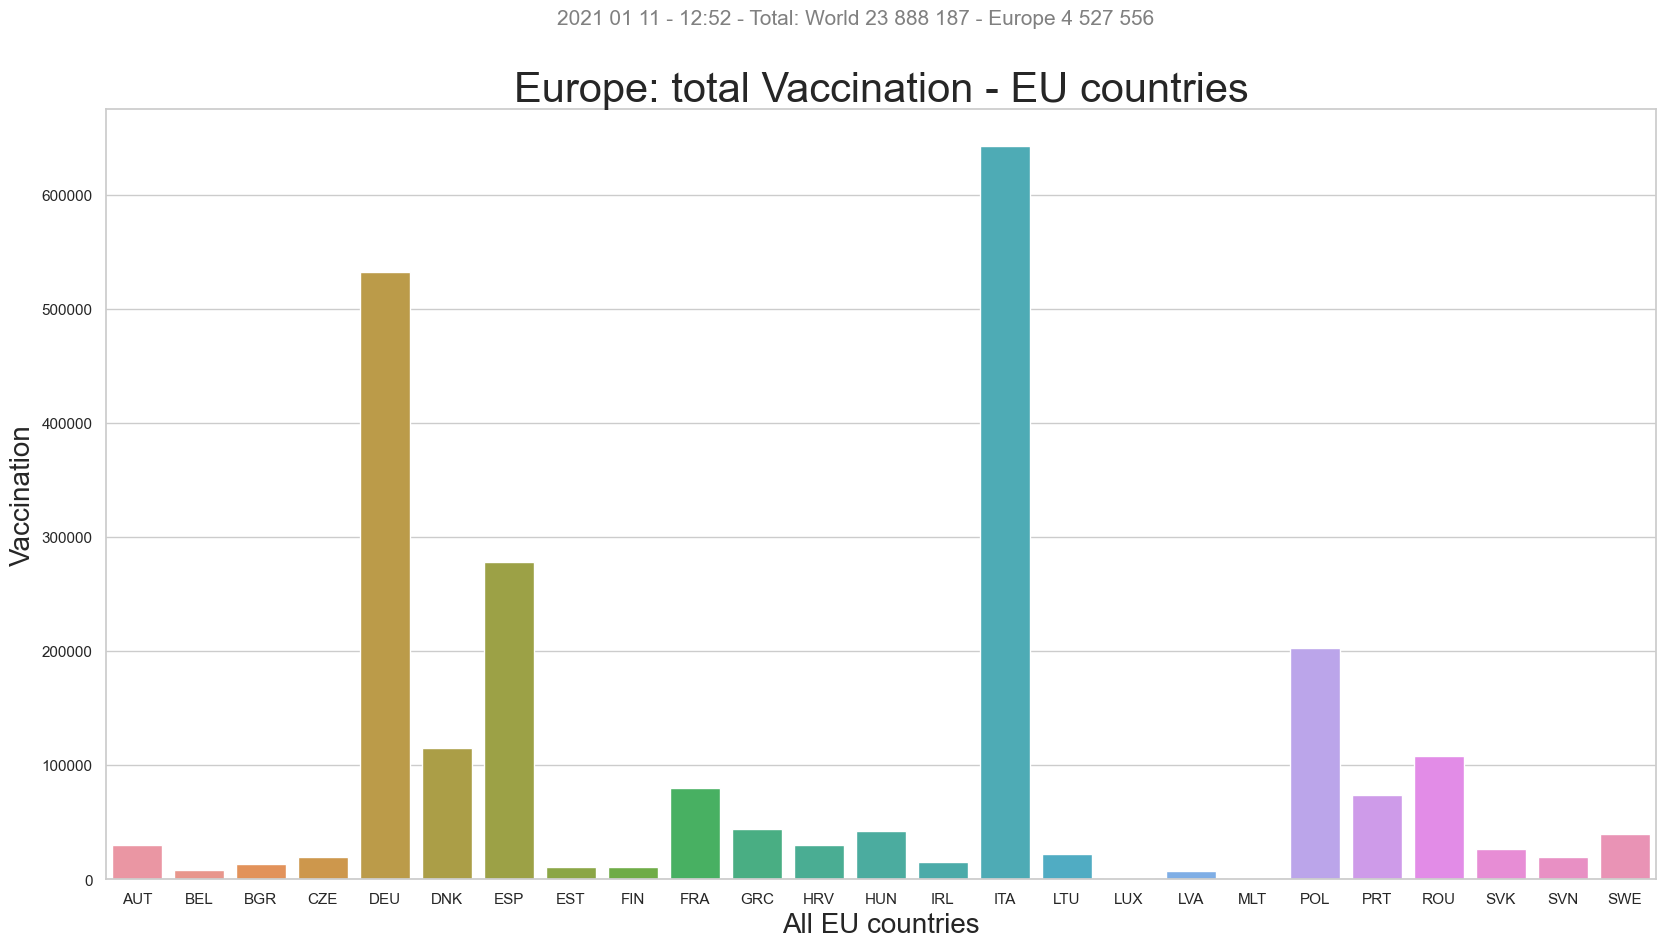 2021 01 11 - 12:52 - Total: World 23 888 187 - Europe 4 527 556
Europe: total Vaccination - EU countries
600000
500000
400000
300000
200000
100000
0
Vaccination
AUT BEL BGR CZE DEU DNK ESP EST FIN FRA GRC HRV HUN IRL ITA LTU LUX LVA MLT POL PRT ROU SVK SVN SWE
All EU countries